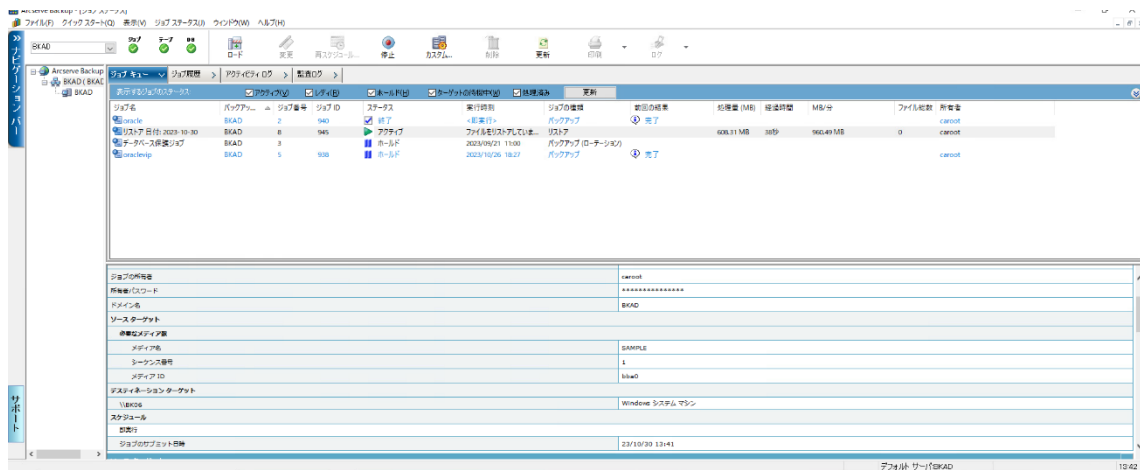 Arcserve Backup - [ジョブ ステータス]
ファイル(F) クイック スタート(Q) 表示(V) ジョブ ステータス(J) ウィンドウ(W) ヘルプ(H)
BKAD
ジョブ テープ DB
ロード 変更 再スケジュール... 停止 カスタム... 削除 更新 印刷 ログ
ナビゲーション バー
Arcserve Backup
BKAD ( BKAD
BKAD
ジョブ キュー ジョブ履歴 アクティビティ ログ 監査ログ
表示するジョブのステータス アクティブ(V) レディ(E) ホールド(H) ターゲットの待機中(W) 処理済み 更新
ジョブ名 バックアッ... ジョブ番号 ジョブ ID ステータス 実行時刻 ジョブの種類 前回の結果 処理量 (MB) 経過時間 MB/分 ファイル総数 所有者
oracle BKAD 2 940 終了 <即実行> バックアップ 完了 caroot
リストア 日付: 2023-10-30 BKAD 8 945 アクティブ ファイルをリストアしていま... リストア 608.31 MB 38秒 960.49 MB 0 caroot
データベース保護ジョブ BKAD 3 ホールド 2023/09/21 11:00 バックアップ (ローテーション)
oraclevip BKAD 5 938 ホールド 2023/10/26 18:27 バックアップ 完了 caroot
ジョブの所有者 caroot
所有者パスワード ***************
ドメイン名 BKAD
ソース ターゲット
必要なメディア数
メディア名 SAMPLE
シーケンス番号 1
メディア ID bba0
デスティネーション ターゲット
\\BK06 Windows システム マシン
スケジュール
即実行
ジョブのサブミット日時 23/10/30 13:41
サポート
デフォルト サーバBKAD 13:42